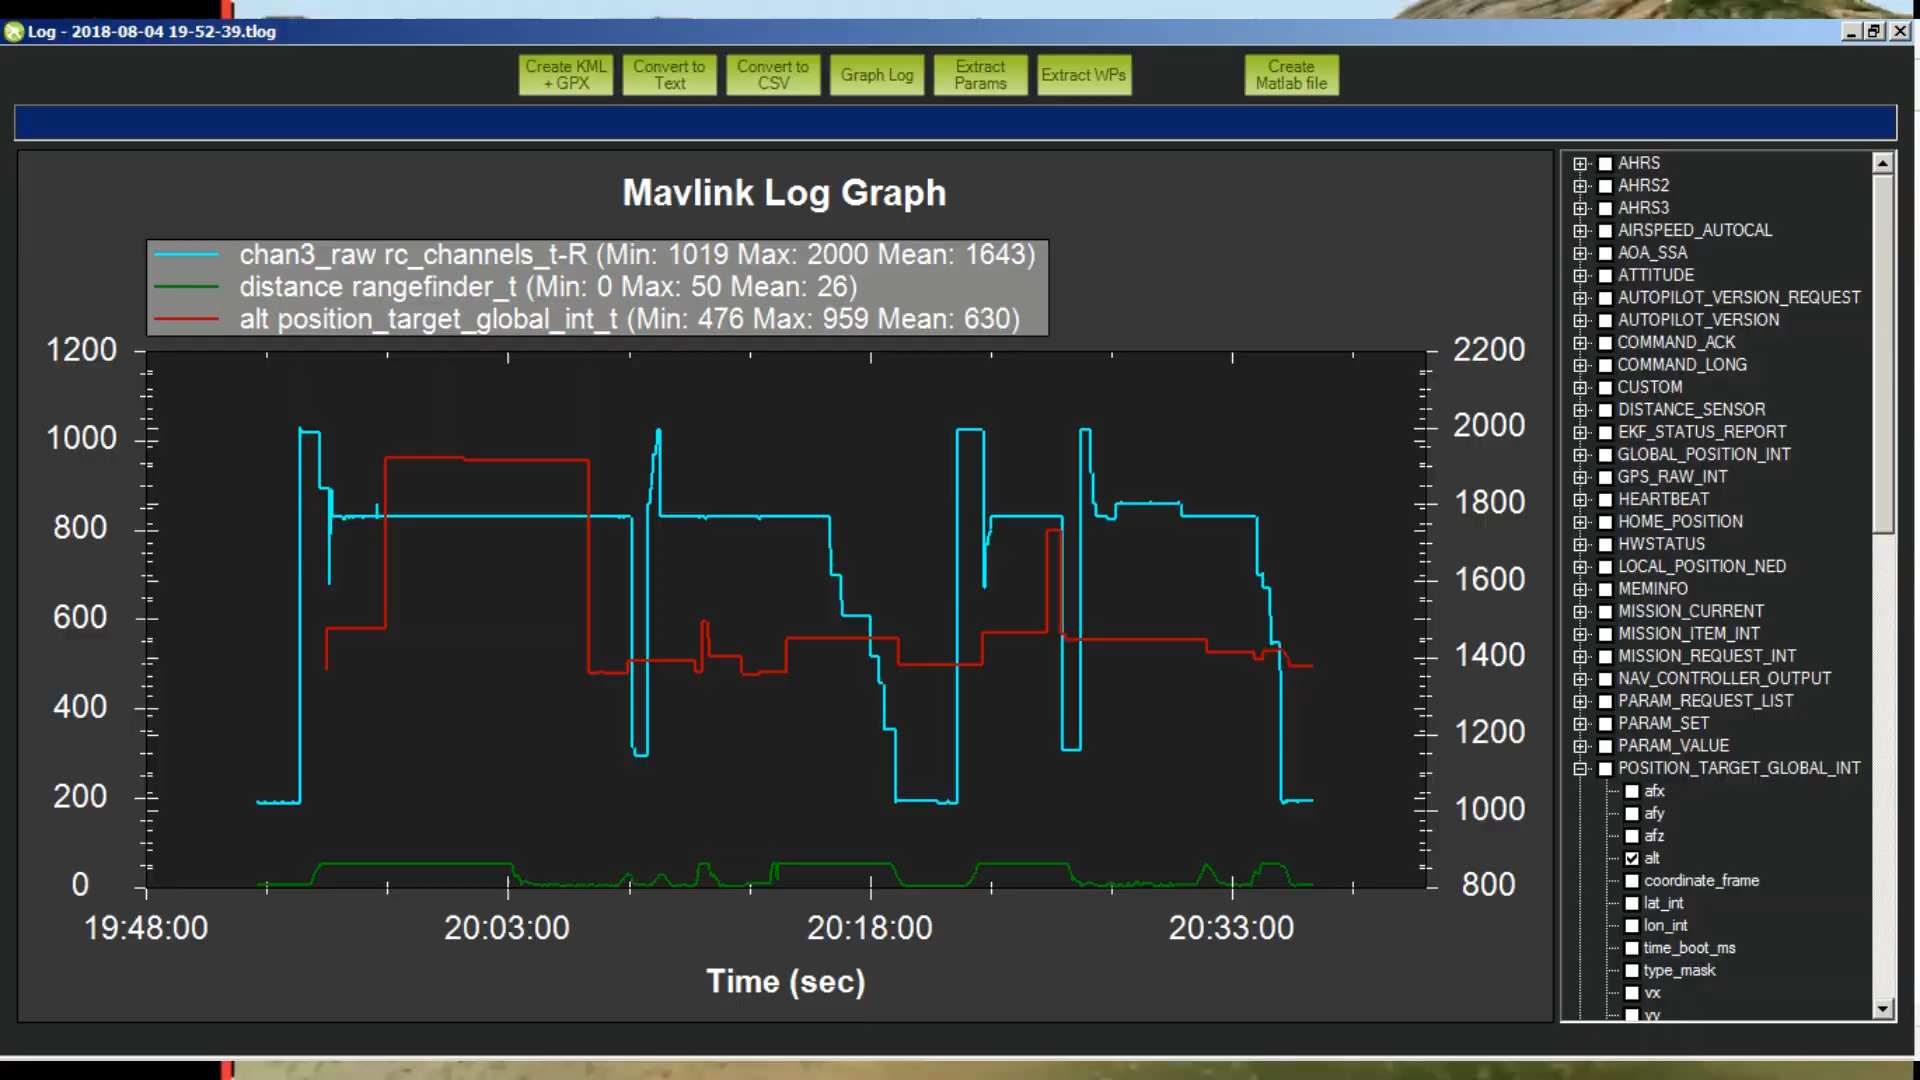 Log - 2018-08-04 19-52-39.tlog
Create KML + GPX
Convert to Text
Convert to CSV
Graph Log
Extract Params
Extract WPs
Create Matlab file
Mavlink Log Graph
chan3_raw rc_channels_t-R (Min: 1019 Max: 2000 Mean: 1643)
distance rangefinder_t (Min: 0 Max: 50 Mean: 26)
alt position_target_global_int_t (Min: 476 Max: 959 Mean: 630)
1200
1000
800
600
400
200
0
2200
2000
1800
1600
1400
1200
1000
800
19:48:00
20:03:00
20:18:00
20:33:00
Time (sec)
AHRS
AHRS2
AHRS3
AIRSPEED_AUTOCAL
AOA_SSA
ATTITUDE
AUTOPILOT_VERSION_REQUEST
AUTOPILOT_VERSION
COMMAND_ACK
COMMAND_LONG
CUSTOM
DISTANCE_SENSOR
EKF_STATUS_REPORT
GLOBAL_POSITION_INT
GPS_RAW_INT
HEARTBEAT
HOME_POSITION
HWSTATUS
LOCAL_POSITION_NED
MEMINFO
MISSION_CURRENT
MISSION_ITEM_INT
MISSION_REQUEST_INT
NAV_CONTROLLER_OUTPUT
PARAM_REQUEST_LIST
PARAM_SET
PARAM_VALUE
POSITION_TARGET_GLOBAL_INT
afx
afy
afz
alt
coordinate_frame
lat_int
lon_int
time_boot_ms
type_mask
vx
vy